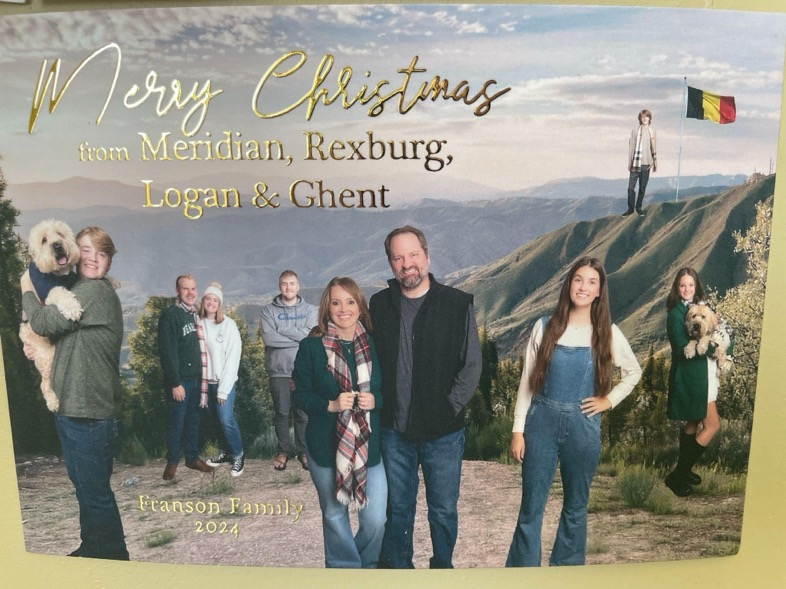 Merry Christmas
from Meridian, Rexburg,
Logan & Ghent
Franson Family
2024